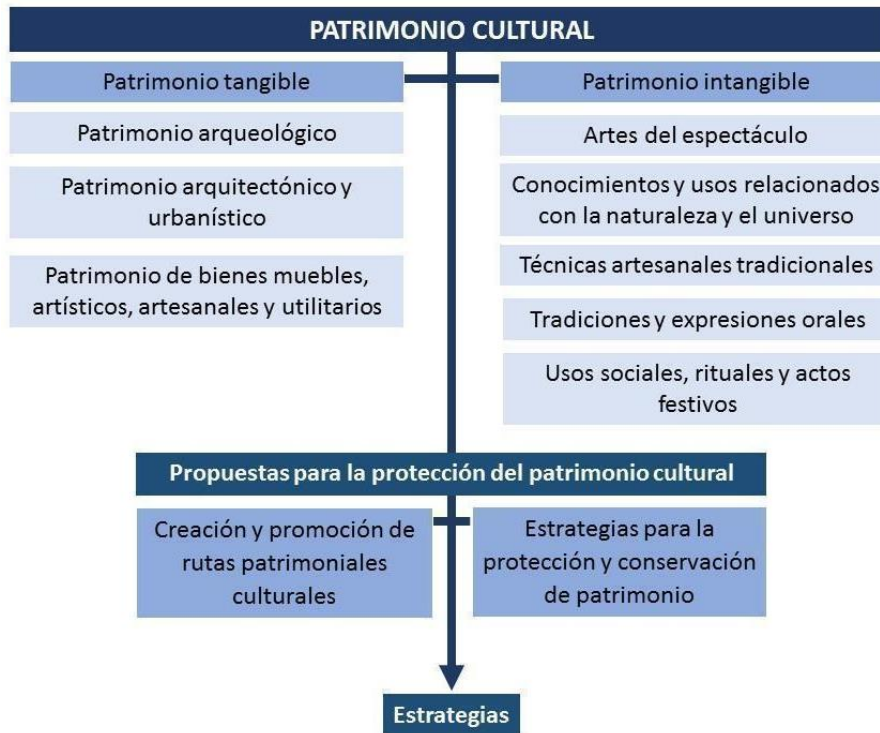 PATRIMONIO CULTURAL
Patrimonio tangible
Patrimonio arqueológico
Patrimonio arquitectónico y
urbanístico
Patrimonio de bienes muebles,
artísticos, artesanales y utilitarios
Patrimonio intangible
Artes del espectáculo
Conocimientos y usos relacionados
con la naturaleza y el universo
Técnicas artesanales tradicionales
Tradiciones y expresiones orales
Usos sociales, rituales y actos
festivos
Propuestas para la protección del patrimonio cultural
Creación y promoción de
rutas patrimoniales
culturales
Estrategias para la
protección y conservación
de patrimonio
Estrategias